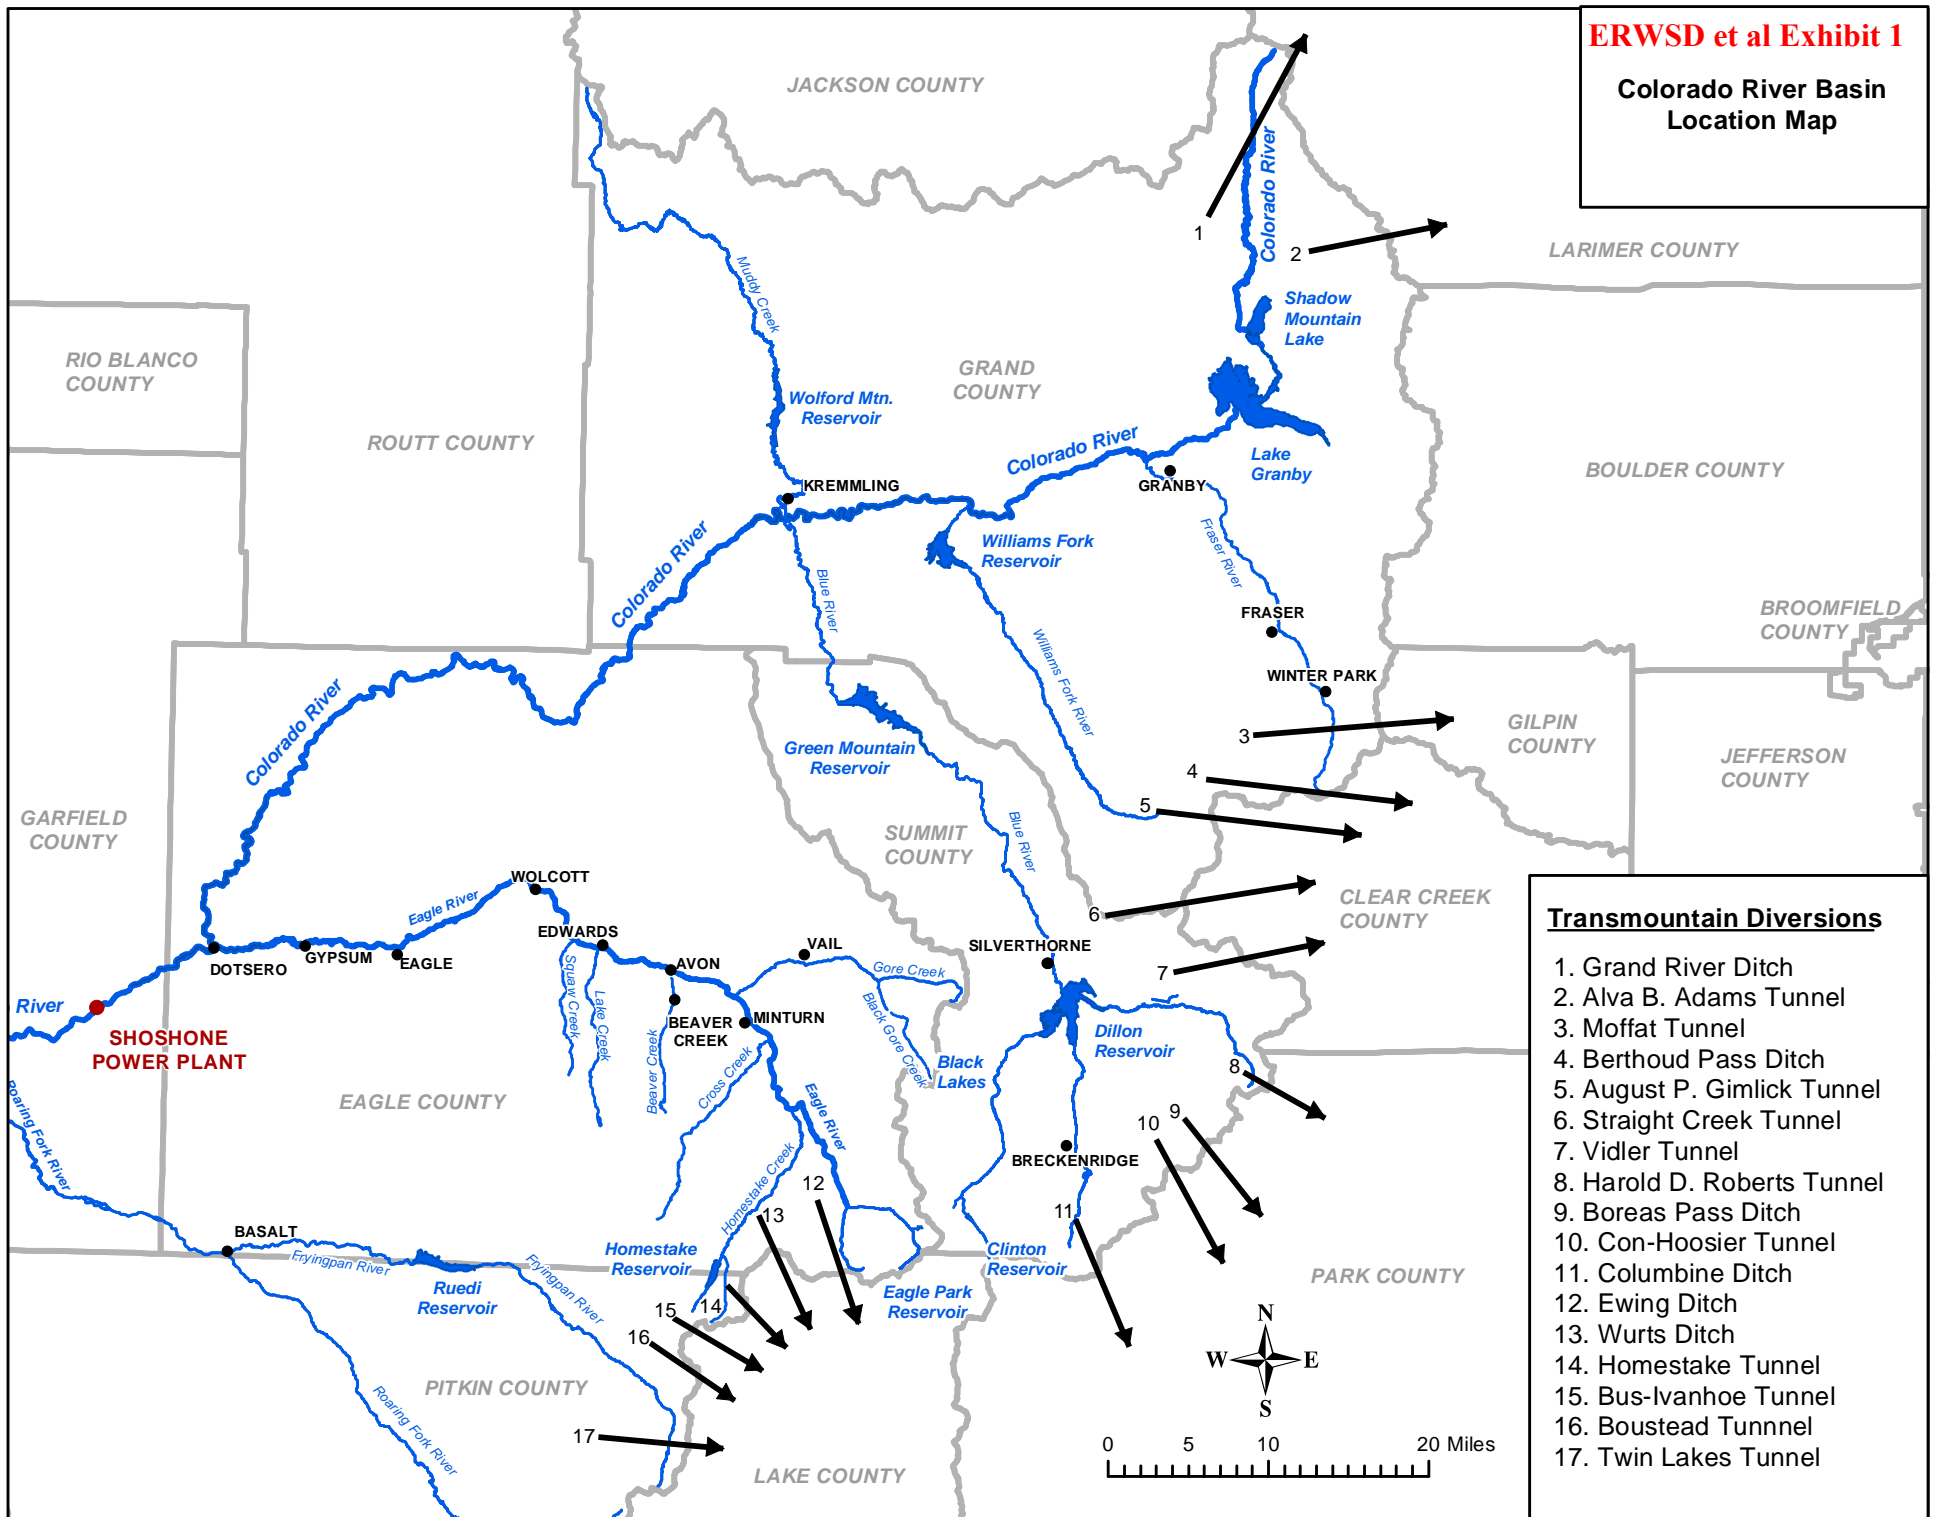 ERWSD et al Exhibit 1
Colorado River Basin
Location Map
JACKSON COUNTY
Colorado River
1
2
LARIMER COUNTY
Muddy Creek
Shadow
Mountain
Lake
RIO BLANCO
COUNTY
GRAND
COUNTY
Wolford Mtn.
Reservoir
ROUTT COUNTY
Colorado River
Lake
Granby
BOULDER COUNTY
KREMMLING
GRANBY
Colorado River
Williams Fork
Reservoir
Fraser River
Blue River
FRASER
BROOMFIELD
COUNTY
Williams Fork River
WINTER PARK
Colorado River
3
GILPIN
COUNTY
Green Mountain
Reservoir
JEFFERSON
COUNTY
4
5
GARFIELD
COUNTY
SUMMIT
COUNTY
Blue River
WOLCOTT
Eagle River
6
CLEAR CREEK
COUNTY
EDWARDS
VAIL
SILVERTHORNE
DOTSERO
GYPSUM
EAGLE
AVON
Gore Creek
7
Squaw Creek
Lake Creek
Black Gore Creek
River
SHOSHONE
POWER PLANT
BEAVER
CREEK
MINTURN
Dillon
Reservoir
Black
Lakes
8
Beaver Creek
Cross Creek
Eagle River
EAGLE COUNTY
9
10
Roaring Fork River
BRECKENRIDGE
Homestake Creek
12
13
11
BASALT
Fryingpan River
Fryingpan River
Homestake
Reservoir
Clinton
Reservoir
Ruedi
Reservoir
Eagle Park
Reservoir
PARK COUNTY
14
15
16
PITKIN COUNTY
Roaring Fork River
17
LAKE COUNTY
N
W E
S
0 5 10 20 Miles
Transmountain Diversions
1. Grand River Ditch
2. Alva B. Adams Tunnel
3. Moffat Tunnel
4. Berthoud Pass Ditch
5. August P. Gimlick Tunnel
6. Straight Creek Tunnel
7. Vidler Tunnel
8. Harold D. Roberts Tunnel
9. Boreas Pass Ditch
10. Con-Hoosier Tunnel
11. Columbine Ditch
12. Ewing Ditch
13. Wurts Ditch
14. Homestake Tunnel
15. Bus-Ivanhoe Tunnel
16. Boustead Tunnnel
17. Twin Lakes Tunnel